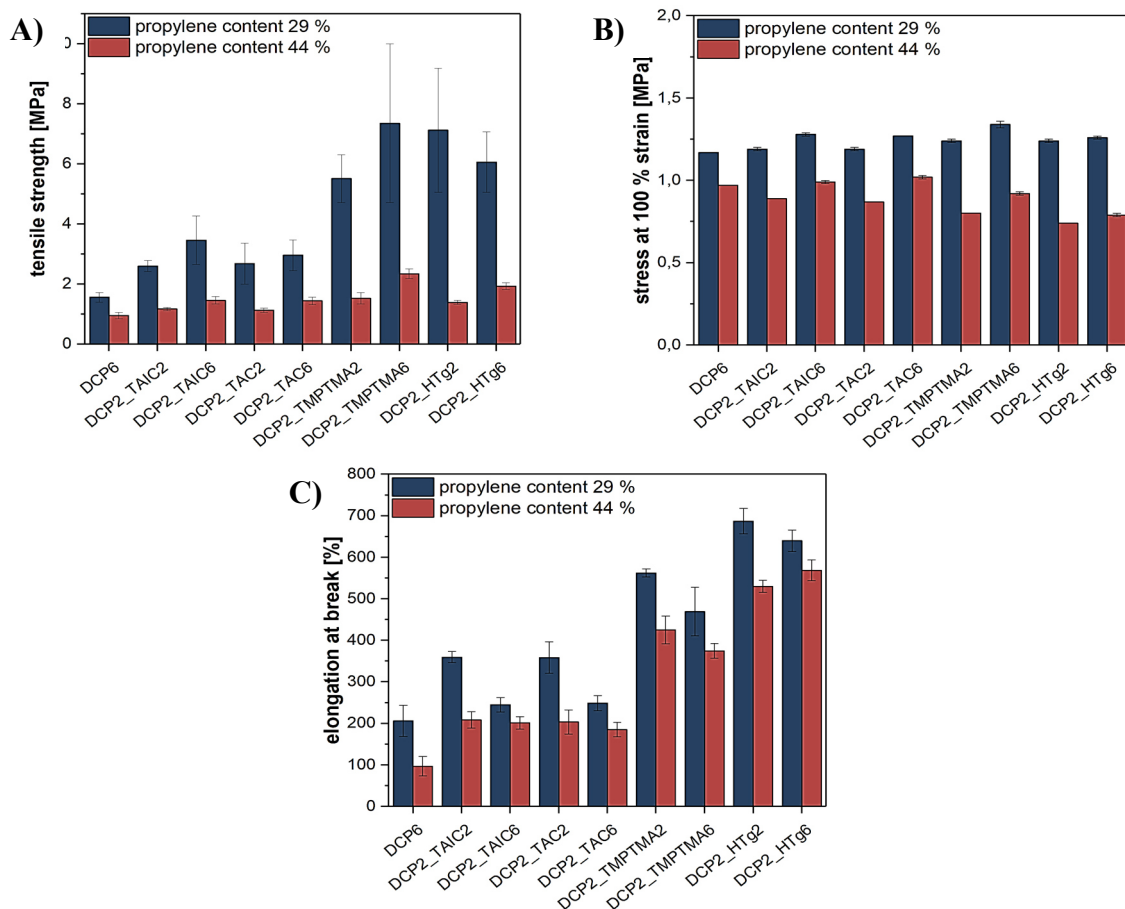 A)
propylene content 29 %
propylene content 44 %
tensile strength [MPa]
0
8
6
4
2
0
DCP6
DCP2_TAIC2
DCP2_TAIC6
DCP2_TAC2
DCP2_TAC6
DCP2_TMPTMA2
DCP2_TMPTMA6
DCP2_HTg2
DCP2_HTg6
B)
propylene content 29 %
propylene content 44 %
stress at 100 % strain [MPa]
2,0
1,5
1,0
0,5
0,0
DCP6
DCP2_TAIC2
DCP2_TAIC6
DCP2_TAC2
DCP2_TAC6
DCP2_TMPTMA2
DCP2_TMPTMA6
DCP2_HTg2
DCP2_HTg6
C)
propylene content 29 %
propylene content 44 %
elongation at break [%]
800
700
600
500
400
300
200
100
0
DCP6
DCP2_TAIC2
DCP2_TAIC6
DCP2_TAC2
DCP2_TAC6
DCP2_TMPTMA2
DCP2_TMPTMA6
DCP2_HTg2
DCP2_HTg6